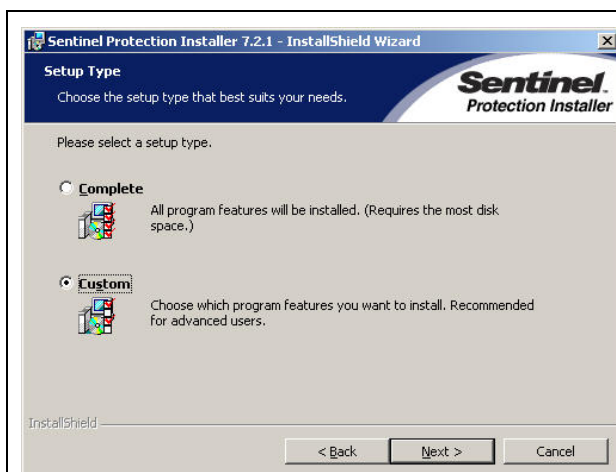 Sentinel Protection Installer 7.2.1 - InstallShield Wizard
Setup Type
Choose the setup type that best suits your needs.
Sentinel.
Protection Installer
Please select a setup type.
Complete
All program features will be installed. (Requires the most disk
space.)
Custom
Choose which program features you want to install. Recommended
for advanced users.
InstallShield
< Back
Next >
Cancel